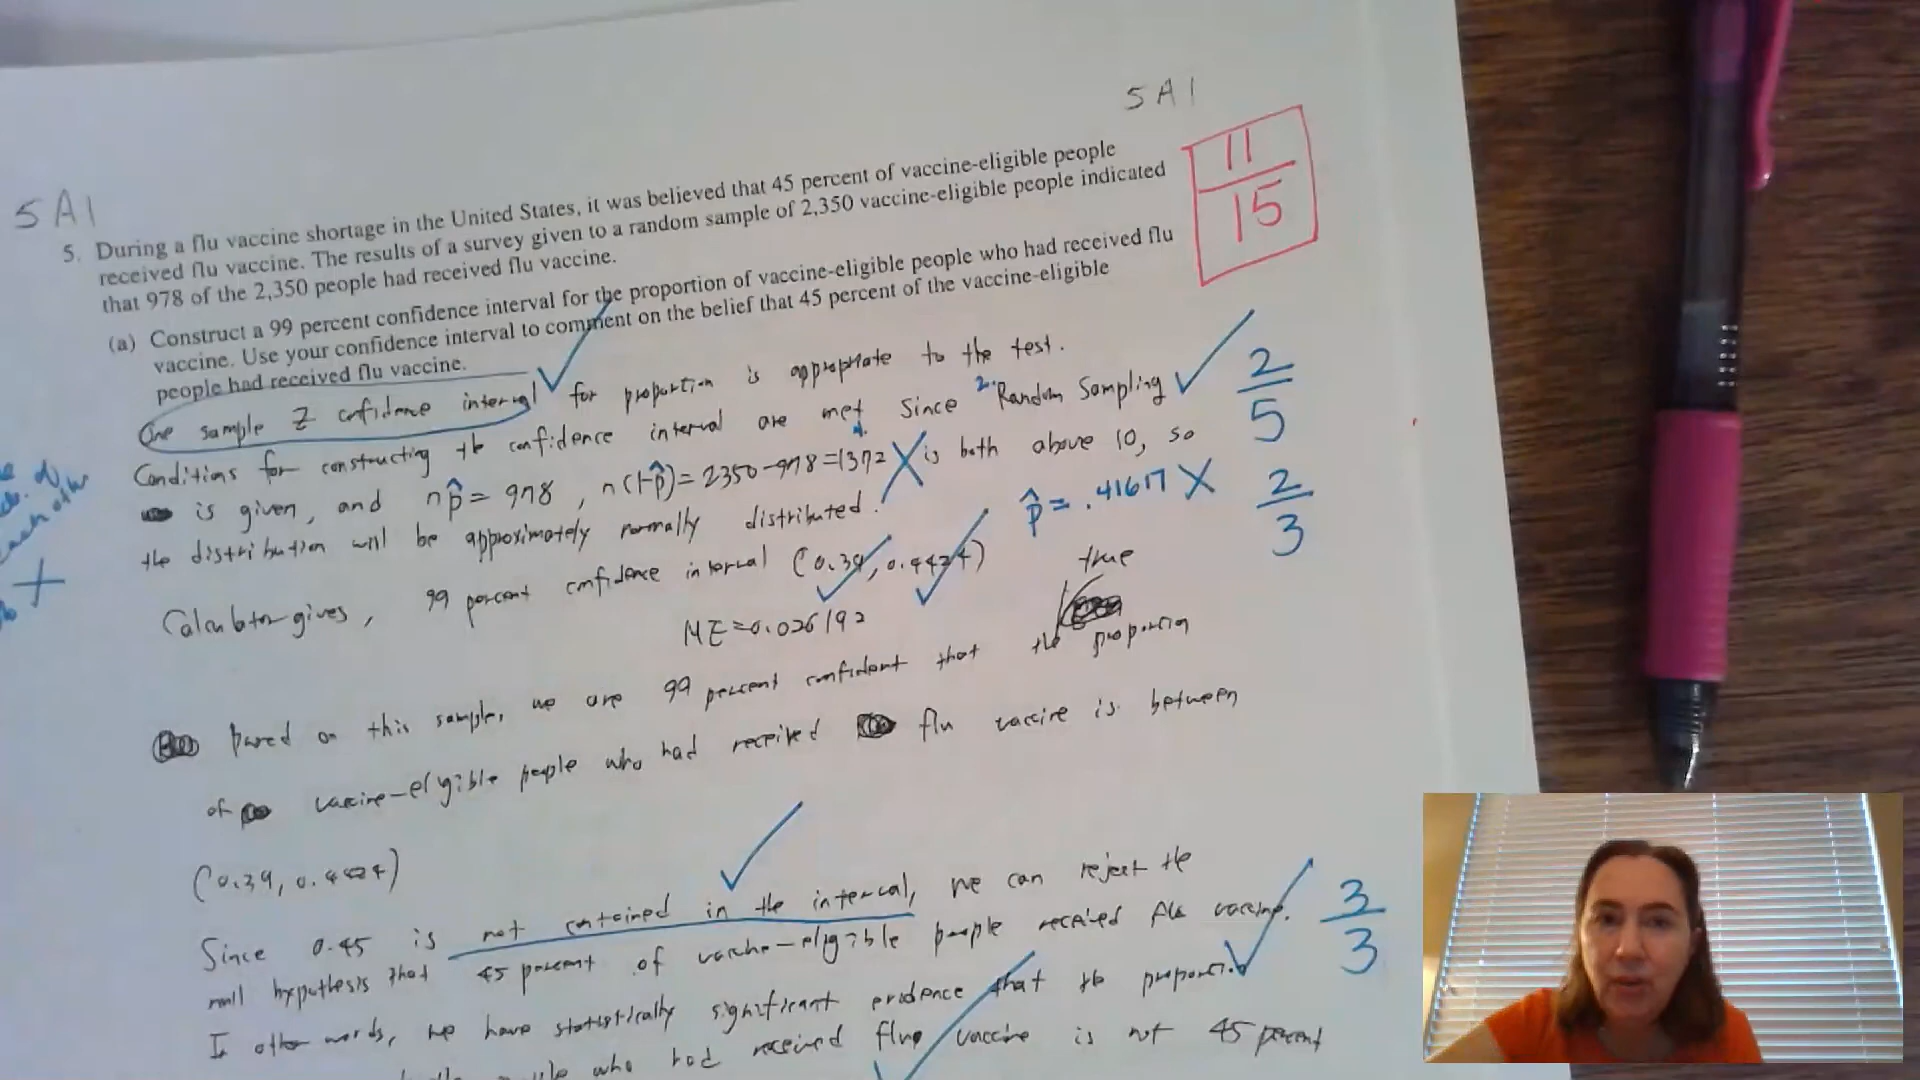 5A1
11
15
5A1
5. During a flu vaccine shortage in the United States, it was believed that 45 percent of vaccine-eligible people
received flu vaccine. The results of a survey given to a random sample of 2,350 vaccine-eligible people indicated
that 978 of the 2,350 people had received flu vaccine.
(a) Construct a 99 percent confidence interval for the proportion of vaccine-eligible people who had received flu
vaccine. Use your confidence interval to comment on the belief that 45 percent of the vaccine-eligible
people had received flu vaccine.
One sample Z confidence interval for proportion is appropriate to the test.
2
5
Conditions for constructing the confidence interval are met since 2. Random Sampling
is given, and np̂ = 978, n(1-p̂) = 2350-978=1372 is both above 10, so
the distribution will be approximately normally distributed. p̂ = .41617
2
3
Calculator gives, 99 percent confidence interval (0.39, 0.4424)
ME=0.026192
true
Based on this sample, we are 99 percent confident that the proportion
of vaccine-eligible people who had received flu vaccine is between
(0.39, 0.4424)
Since 0.45 is not contained in the interval, we can reject the
null hypothesis that 45 percent of vaccine-eligible people received flu vaccine.
3
3
In other words, we have statistically significant evidence that the proportion
who had received flu vaccine is not 45 percent